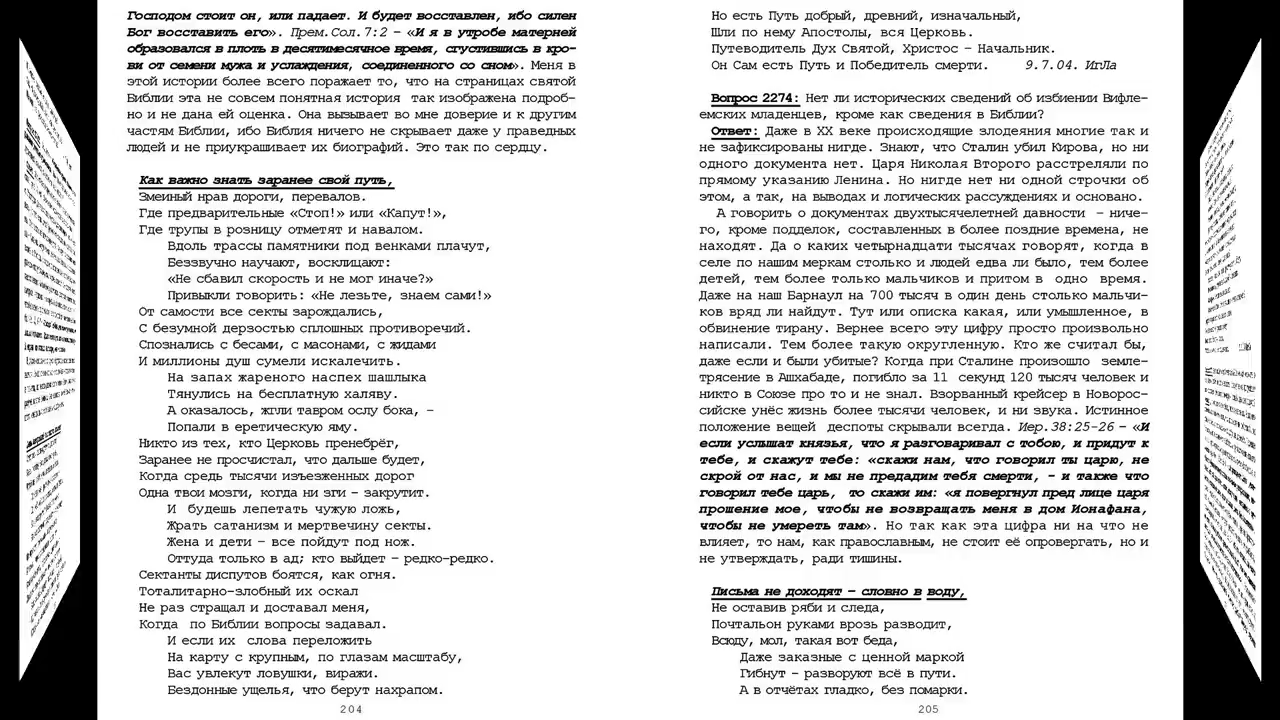 Господом стоит он, или падает. И будет восставлен, ибо силен
Бог восставить его». Прем.Сол.7:2 – «И я в утробе матерней
образовался в плоть в десятимесячное время, сгустившись в кро-
ви от семени мужа и услаждения, соединенного со сном». Меня в
этой истории более всего поражает то, что на страницах святой
Библии эта не совсем понятная история так изображена подроб-
но и не дана ей оценка. Она вызывает во мне доверие и к другим
частям Библии, ибо Библия ничего не скрывает даже у праведных
людей и не приукрашивает их биографий. Это так по сердцу.
Как важно знать заранее свой путь,
Змеиный нрав дороги, перевалов.
Где предварительные «Стоп!» или «Капут!»,
Где трупы в розницу отметят и навалом.
Вдоль трассы памятники под венками плачут,
Беззвучно научают, восклицают:
«Не сбавил скорость и не мог иначе?»
Привыкли говорить: «Не лезьте, знаем сами!»
От самости все секты зарождались,
С безумной дерзостью сплошных противоречий.
Спознались с бесами, с масонами, с жидами
И миллионы душ сумели искалечить.
На запах жареного наспех шашлыка
Тянулись на бесплатную халяву.
А оказалось, жгли тавром ослу бока, –
Попали в еретическую яму.
Никто из тех, кто Церковь пренебрёг,
Заранее не просчистал, что дальше будет,
Когда средь тысячи изъезженных дорог
Одна твои мозги, когда ни зги – закрутит.
И будешь лепетать чужую ложь,
Жрать сатанизм и мертвечину секты.
Жена и дети – все пойдут под нож.
Оттуда только в ад; кто выйдет – редко-редко.
Сектанты диспутов боятся, как огня.
Тоталитарно-злобный их оскал
Не раз стращал и доставал меня,
Когда по Библии вопросы задавал.
И если их слова переложить
На карту с крупным, по глазам масштабу,
Вас увлекут ловушки, виражи.
Бездонные ущелья, что берут нахрапом.
204
Но есть Путь добрый, древний, изначальный,
Шли по нему Апостолы, вся Церковь.
Путеводитель Дух Святой, Христос – Начальник.
Он Сам есть Путь и Победитель смерти. 9.7.04. ИгЛа
Вопрос 2274: Нет ли исторических сведений об избиении Вифле-
емских младенцев, кроме как сведения в Библии?
Ответ: Даже в XX веке происходящие злодеяния многие так и
не зафиксированы нигде. Знают, что Сталин убил Кирова, но ни
одного документа нет. Царя Николая Второго расстреляли по
прямому указанию Ленина. Но нигде нет ни одной строчки об
этом, а так, на выводах и логических рассуждениях и основано.
А говорить о документах двухтысячелетней давности – ниче-
го, кроме подделок, составленных в более поздние времена, не
находят. Да о каких четырнадцати тысячах говорят, когда в
селе по нашим меркам столько и людей едва ли было, тем более
детей, тем более только мальчиков и притом в одно время.
Даже на наш Барнаул на 700 тысяч в один день столько мальчи-
ков вряд ли найдут. Тут или описка какая, или умышленное, в
обвинение тирану. Вернее всего эту цифру просто произвольно
написали. Тем более такую округленную. Кто же считал бы,
даже если и были убитые? Когда при Сталине произошло земле-
трясение в Ашхабаде, погибло за 11 секунд 120 тысяч человек и
никто в Союзе про то и не знал. Взорванный крейсер в Новорос-
сийске унёс жизнь более тысячи человек, и ни звука. Истинное
положение вещей деспоты скрывали всегда. Иер.38:25-26 – «И
если услышат князья, что я разговаривал с тобою, и придут к
тебе, и скажут тебе: «скажи нам, что говорил ты царю, не
скрой от нас, и мы не предадим тебя смерти, – и также что
говорил тебе царь, то скажи им: «я повергнул пред лице царя
прошение мое, чтобы не возвращать меня в дом Ионафана,
чтобы не умереть там». Но так как эта цифра ни на что не
влияет, то нам, как православным, не стоит её опровергать, но и
не утверждать, ради тишины.
Письма не доходят – словно в воду,
Не оставив ряби и следа,
Почтальон руками врозь разводит,
Всюду, мол, такая вот беда,
Даже заказные с ценной маркой
Гибнут – разворуют всё в пути.
А в отчётах гладко, без помарки.
205